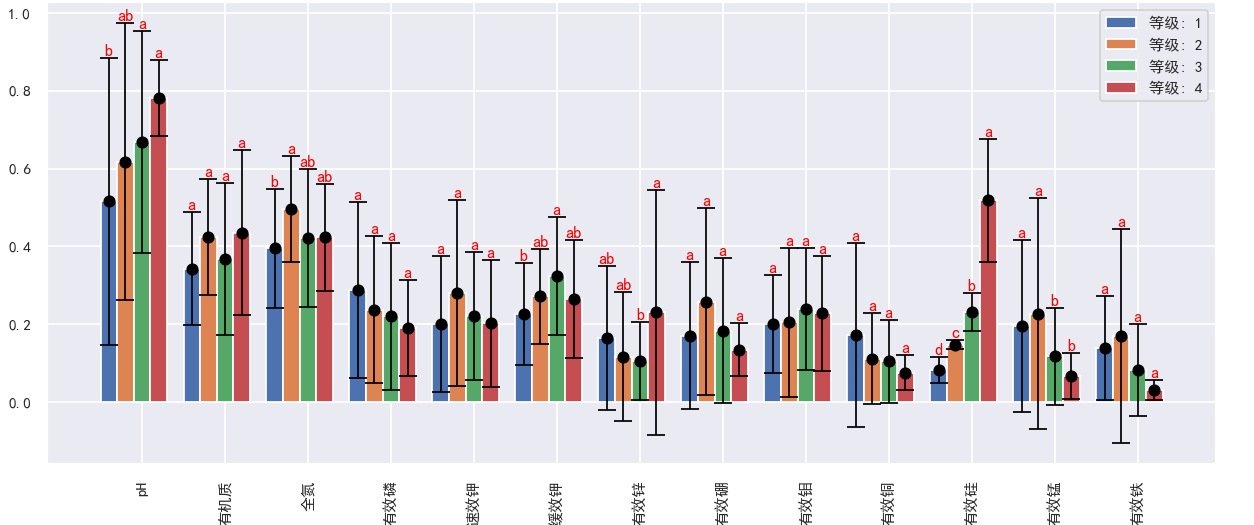 等级: 1
等级: 2
等级: 3
等级: 4
1.0
0.8
0.6
0.4
0.2
0.0
b ab a a
a a a a
b a ab ab
a a a a
a a a a
b ab a ab
ab ab b a
a a a a
a a a a
a a a a
d c b a
a a b b
a a a a
pH
有机质
全氮
有效磷
速效钾
缓效钾
有效锌
有效硼
有效钼
有效铜
有效硅
有效锰
有效铁